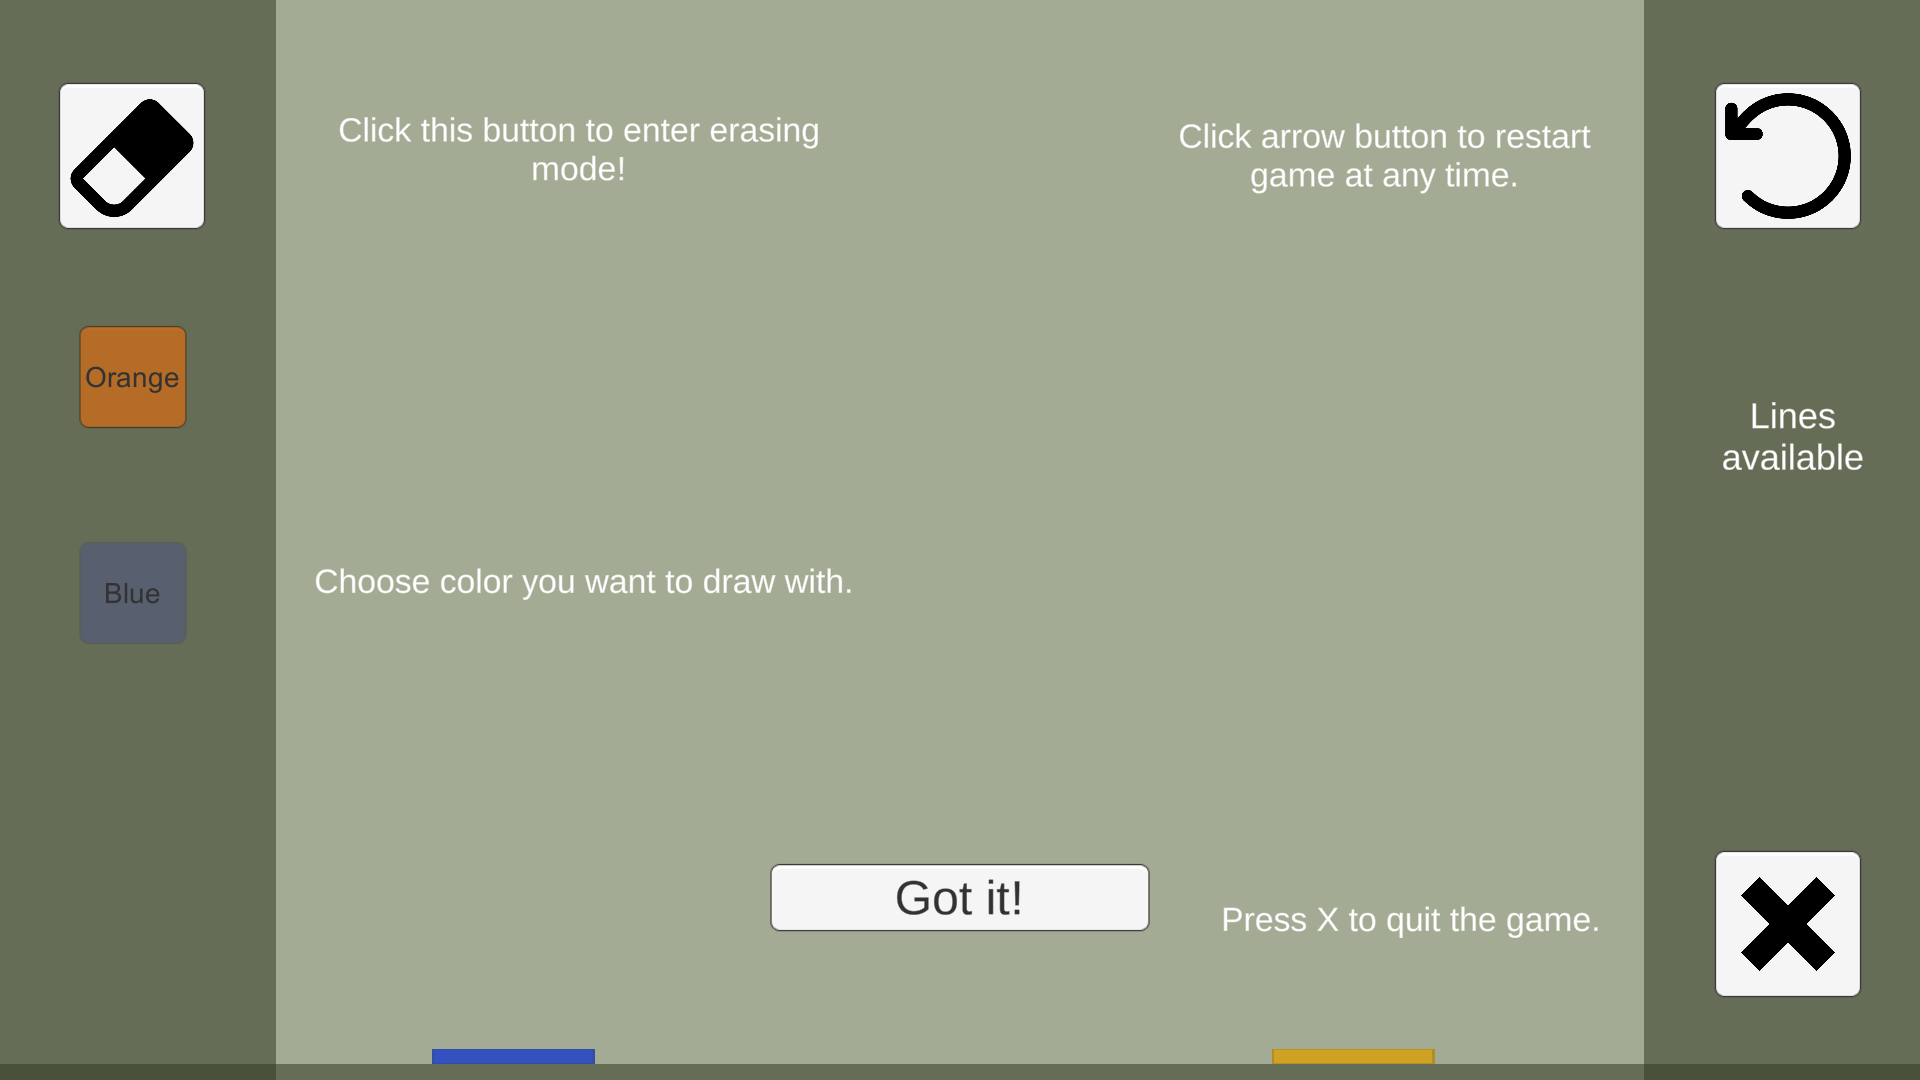 Click this button to enter erasing
mode!
Click arrow button to restart
game at any time.
Orange
Lines
available
Blue
Choose color you want to draw with.
Got it!
Press X to quit the game.